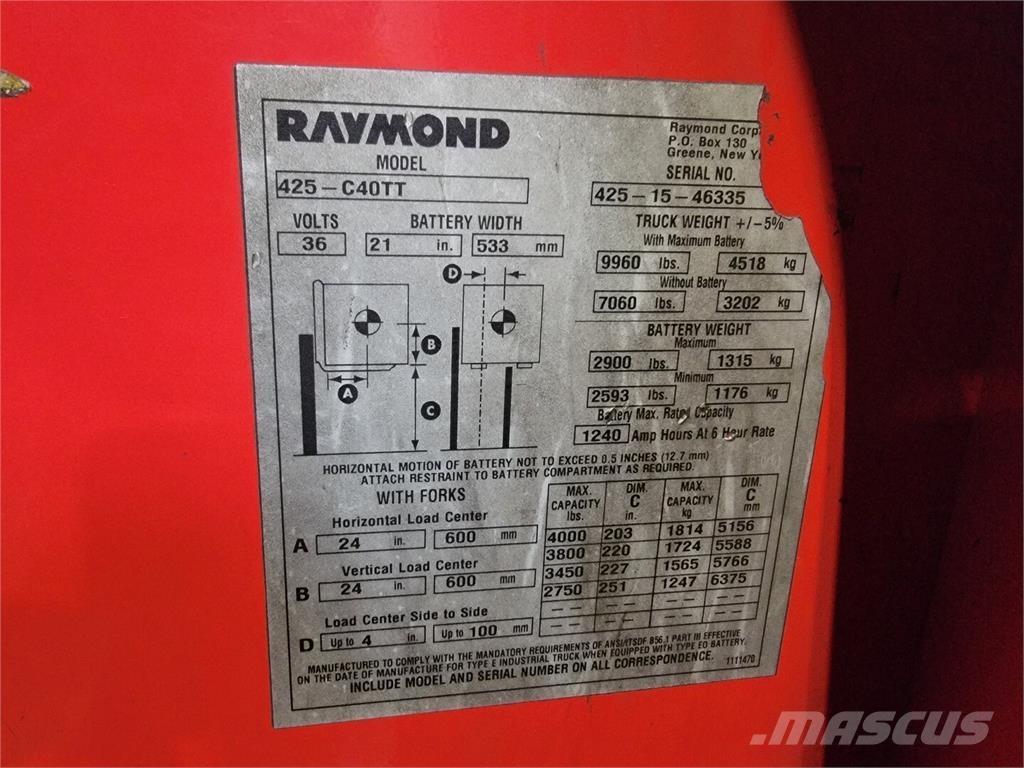 RAYMOND
Raymond Corp
P.O. Box 130
Greene, New
MODEL
425-C40TT
SERIAL NO.
425-15-46335
VOLTS
36
BATTERY WIDTH
21 in. 533 mm
TRUCK WEIGHT +/-5%
With Maximum Battery
9960 lbs. 4518 kg
Without Battery
7060 lbs. 3202 kg
BATTERY WEIGHT
Maximum
2900 lbs. 1315 kg
Minimum
2593 lbs. 1176 kg
Battery Max. Rated Capacity
1240 Amp Hours At 6 Hour Rate
D
B
A
C
HORIZONTAL MOTION OF BATTERY NOT TO EXCEED 0.5 INCHES (12.7 mm)
ATTACH RESTRAINT TO BATTERY COMPARTMENT AS REQUIRED.
WITH FORKS
Horizontal Load Center
A 24 in. 600 mm
Vertical Load Center
B 24 in. 600 mm
Load Center Side to Side
D Up to 4 in. Up to 100 mm
MAX. CAPACITY lbs. DIM. C in. MAX. CAPACITY kg DIM. C mm
4000 203 1814 5156
3800 220 1724 5588
3450 227 1565 5766
2750 251 1247 6375
-- -- -- --
-- -- -- --
MANUFACTURED TO COMPLY WITH THE MANDATORY REQUIREMENTS OF ANSI/ITSDF B56.1 PART III EFFECTIVE
ON THE DATE OF MANUFACTURE FOR TYPE E INDUSTRIAL TRUCK WHEN EQUIPPED WITH TYPE EO BATTERY.
INCLUDE MODEL AND SERIAL NUMBER ON ALL CORRESPONDENCE.
1111470
MASCUS